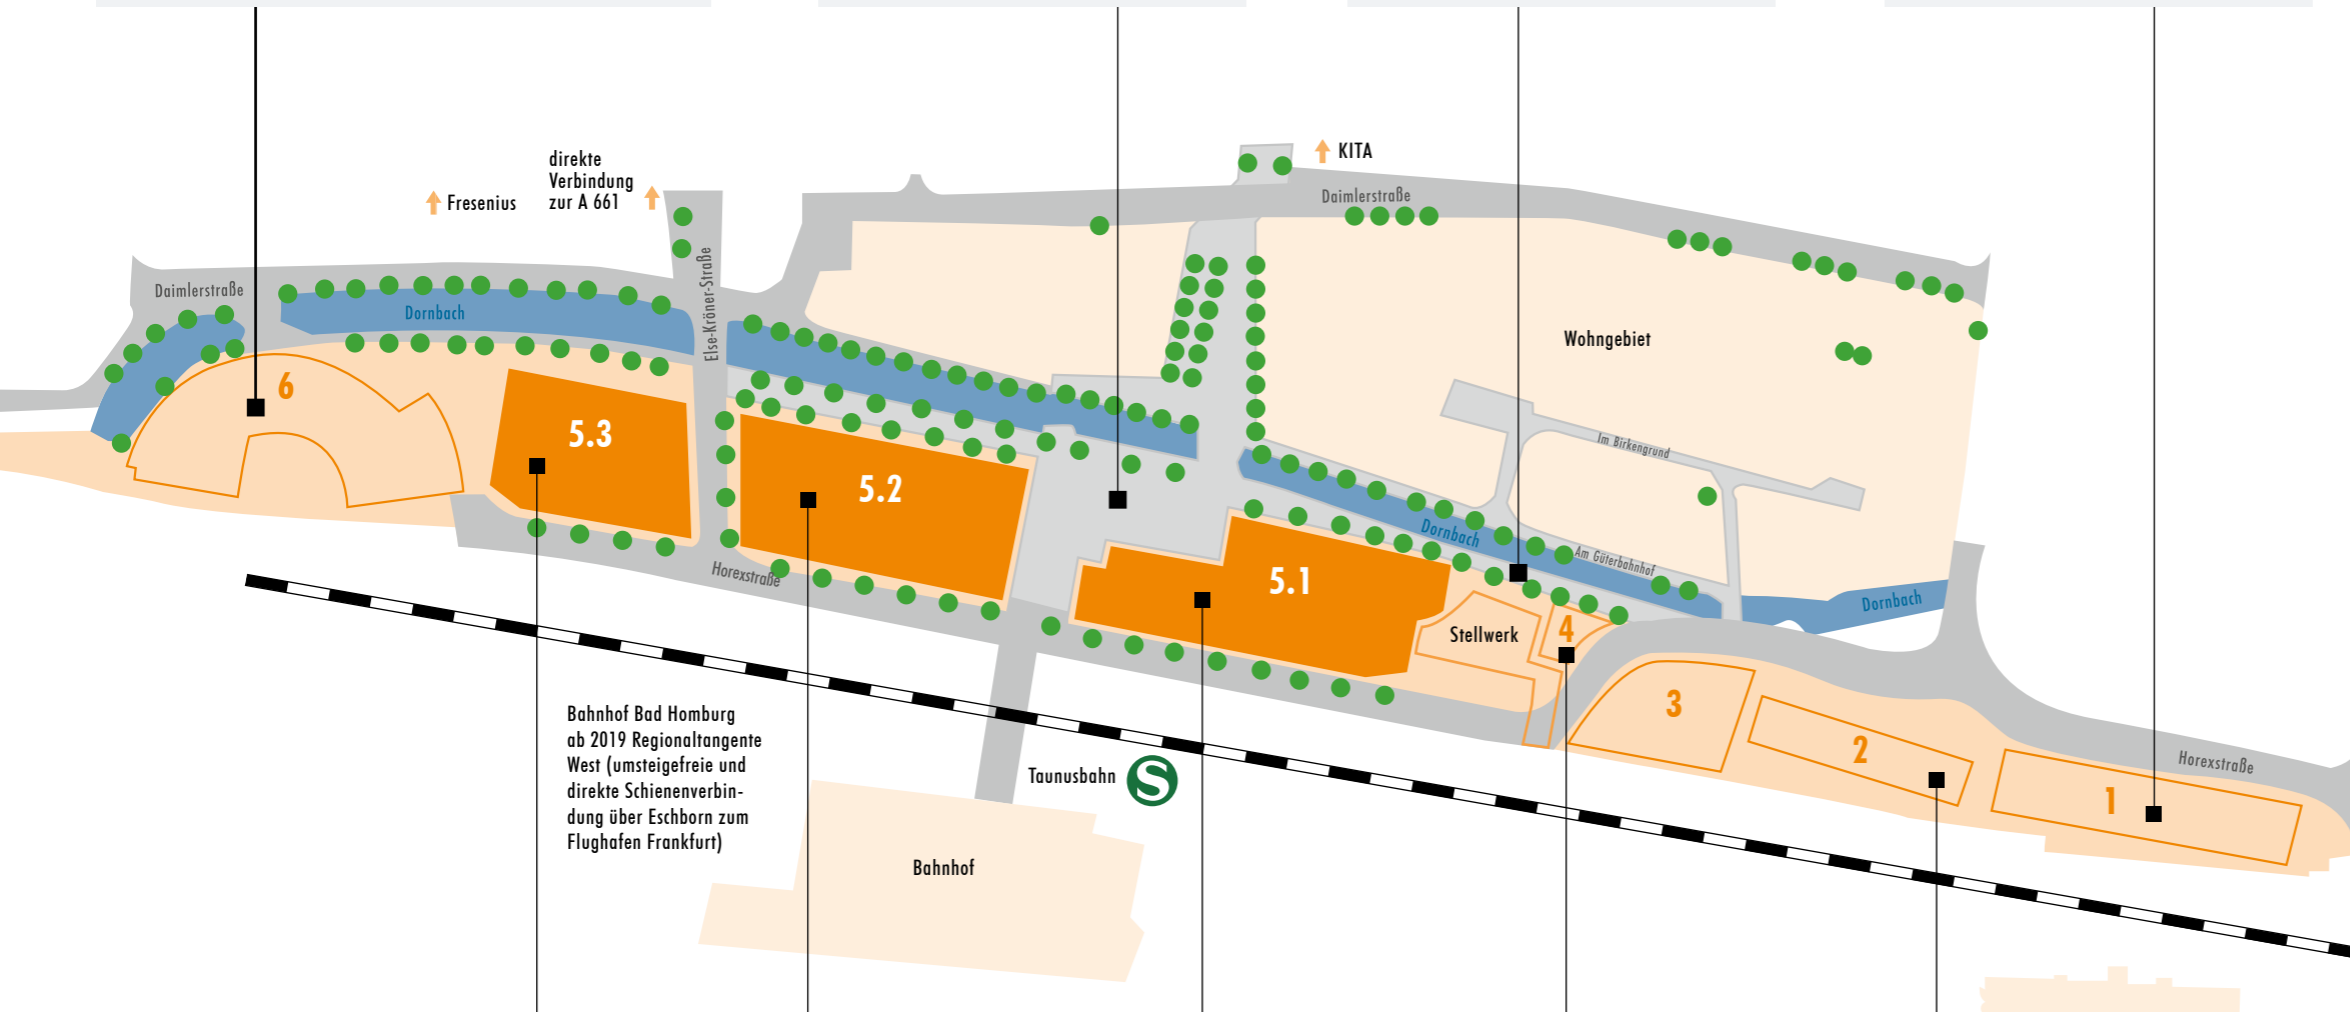 direkte
Verbindung
zur A 661
Fresenius
KITA
Daimlerstraße
Daimlerstraße
Dornbach
Else-Kröner-Straße
Wohngebiet
6
5.3
5.2
5.1
Im Birkengrund
Dornbach
Am Güterbahnhof
Dornbach
Horexstraße
Stellwerk
4
3
2
1
Horexstraße
Bahnhof Bad Homburg
ab 2019 Regionaltangente
West (umsteigefreie und
direkte Schienenverbin-
dung über Eschborn zum
Flughafen Frankfurt)
Taunusbahn
S
Bahnhof